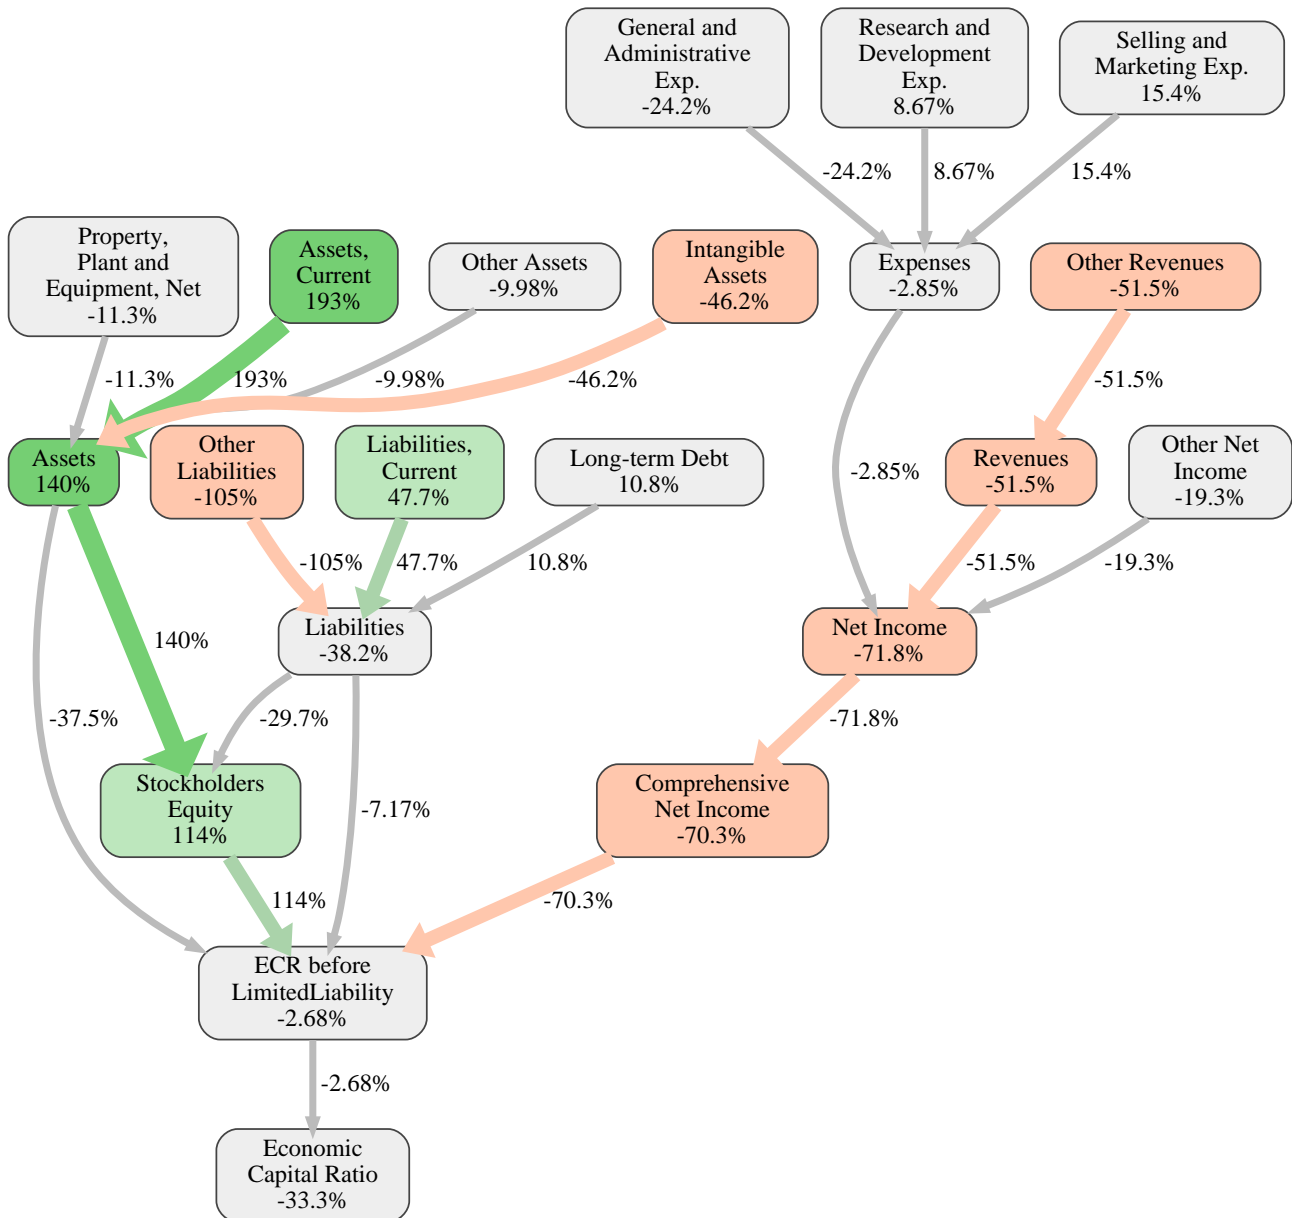 General and
Administrative
Exp.
-24.2%
Research and
Development
Exp.
8.67%
Selling and
Marketing Exp.
15.4%
-24.2%
8.67%
15.4%
Property,
Plant and
Equipment, Net
-11.3%
Assets,
Current
193%
Other Assets
-9.98%
Intangible
Assets
-46.2%
Expenses
-2.85%
Other Revenues
-51.5%
-11.3%
193%
-9.98%
-46.2%
-51.5%
Assets
140%
Other
Liabilities
-105%
Liabilities,
Current
47.7%
Long-term Debt
10.8%
-2.85%
Revenues
-51.5%
Other Net
Income
-19.3%
-105%
47.7%
10.8%
-51.5%
-19.3%
140%
Liabilities
-38.2%
Net Income
-71.8%
-37.5%
-29.7%
-71.8%
Stockholders
Equity
114%
-7.17%
Comprehensive
Net Income
-70.3%
114%
-70.3%
ECR before
LimitedLiability
-2.68%
-2.68%
Economic
Capital Ratio
-33.3%